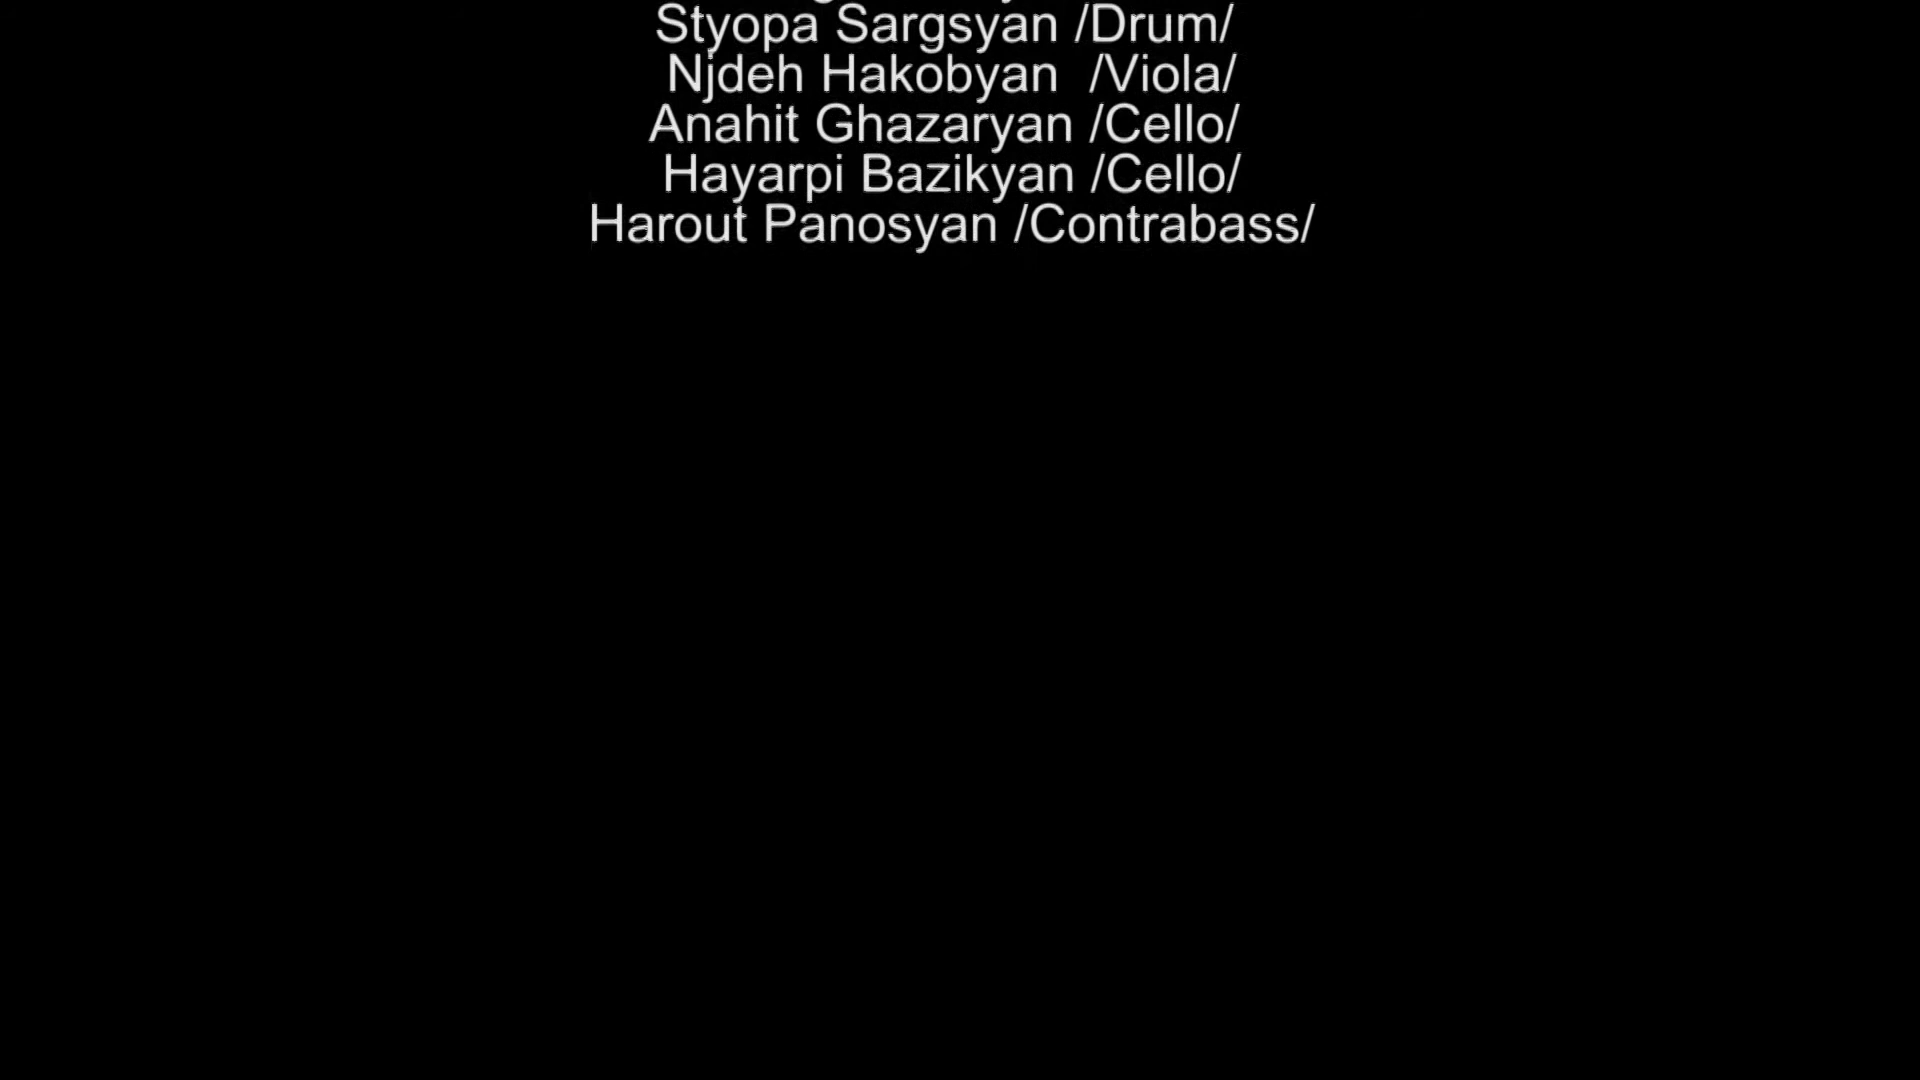 Styopa Sargsyan /Drum/
Njdeh Hakobyan /Viola/
Anahit Ghazaryan /Cello/
Hayarpi Bazikyan /Cello/
Harout Panosyan /Contrabass/